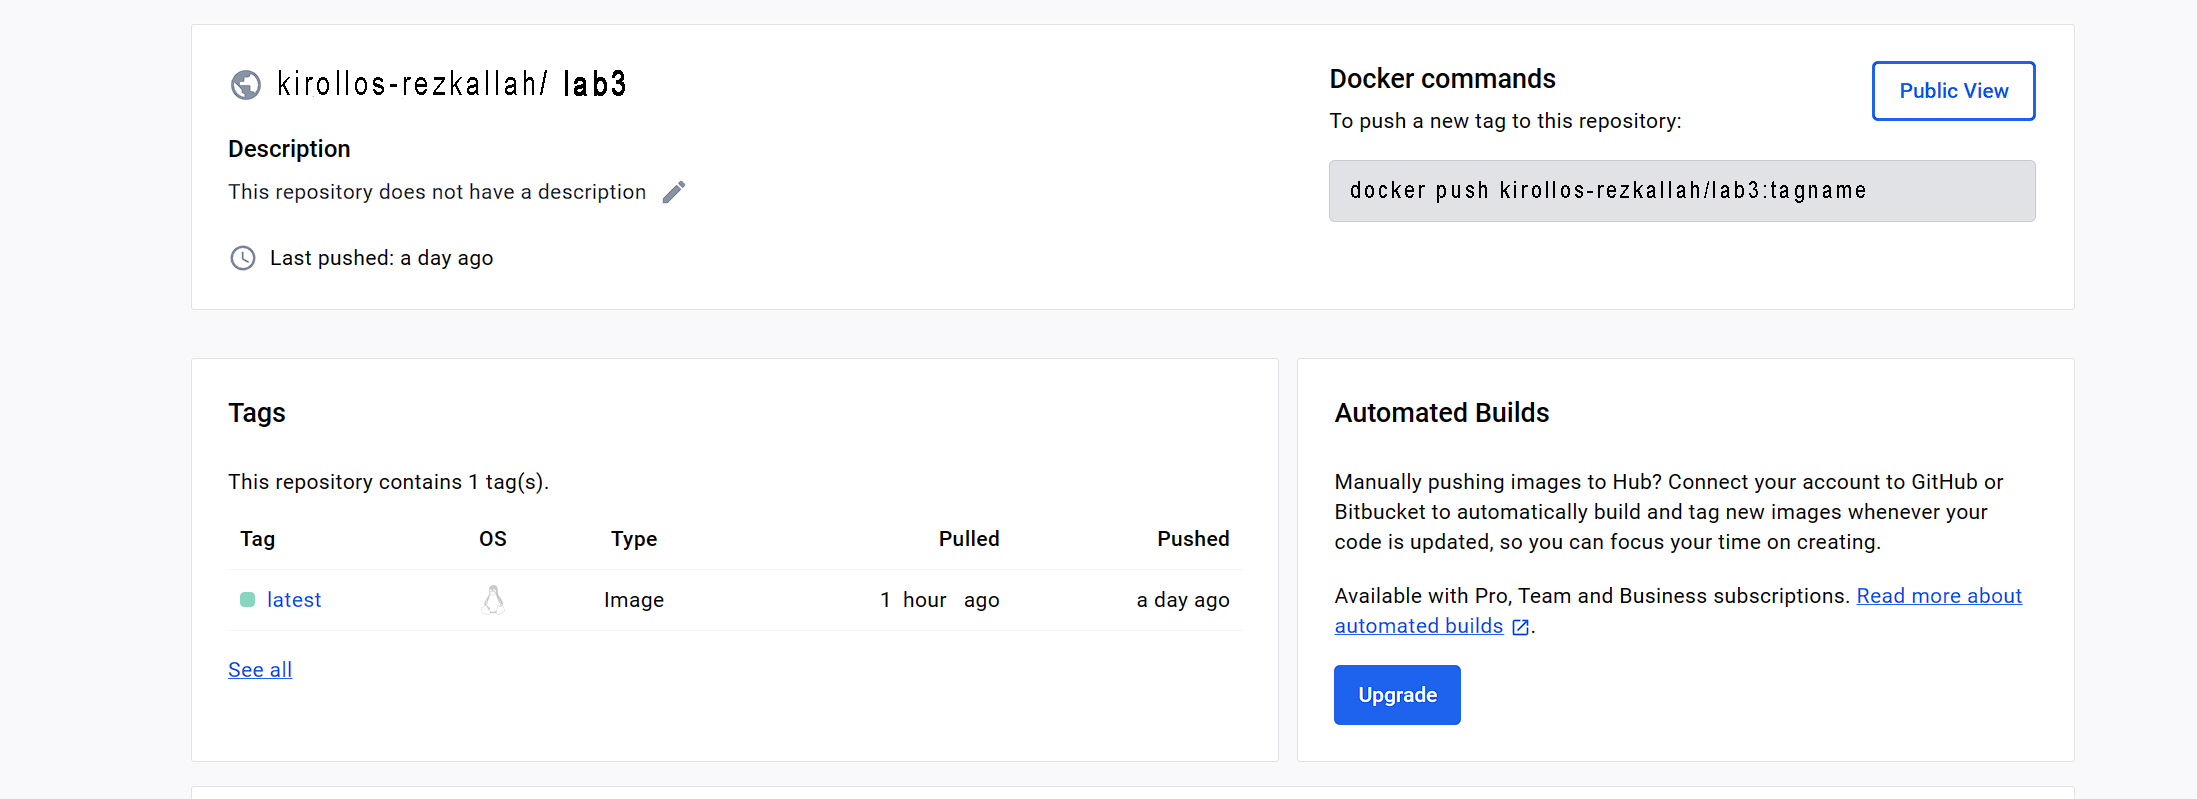 kirollos-rezkallah/ lab3
Description
This repository does not have a description
Last pushed: a day ago
Docker commands
Public View
To push a new tag to this repository:
docker push kirollos-rezkallah/lab3:tagname
Tags
This repository contains 1 tag(s).
Tag OS Type Pulled Pushed
latest Image 1 hour ago a day ago
See all
Automated Builds
Manually pushing images to Hub? Connect your account to GitHub or
Bitbucket to automatically build and tag new images whenever your
code is updated, so you can focus your time on creating.
Available with Pro, Team and Business subscriptions. Read more about
automated builds .
Upgrade